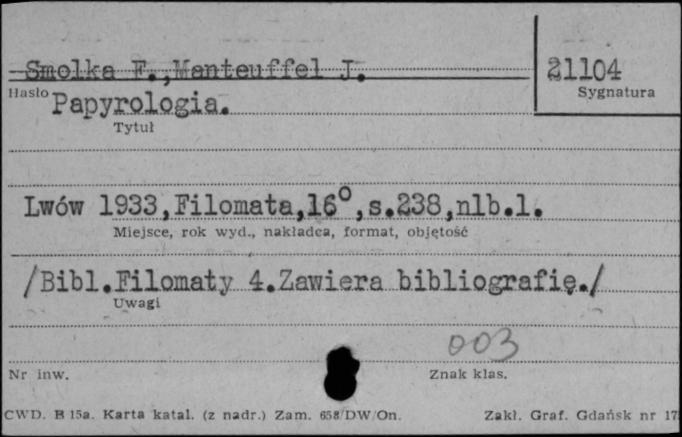 Smolka F.,Manteuffel J.
21104
Hasło
Sygnatura
Papyrologia.
Tytuł
Lwów 1933,Filomata,16°,s.238,nlb.1.
Miejsce, rok wyd., nakładca, format, objętość
/Bibl.Filomaty 4.Zawiera bibliografię./
Uwagi
003
Nr inw.
Znak klas.
CWD. B 15a. Karta katal. (z nadr.) Zam. 658/DW/On.
Zakł. Graf. Gdańsk nr 17